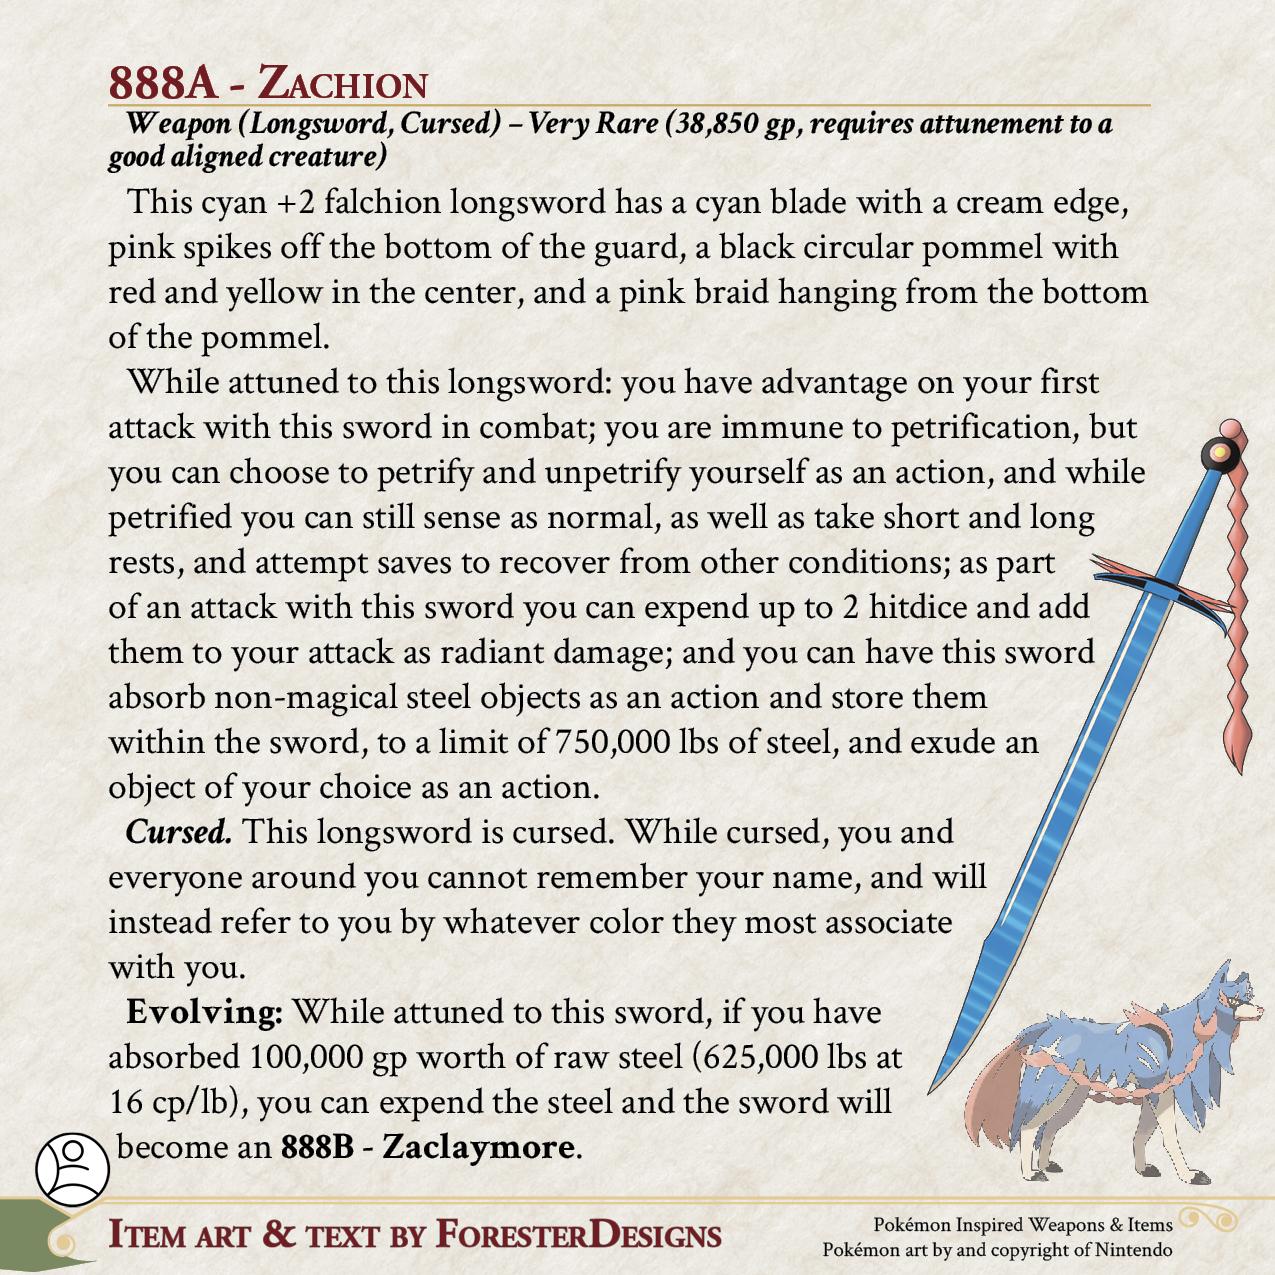 888A - Zachion
Weapon (Longsword, Cursed) – Very Rare (38,850 gp, requires attunement to a
good aligned creature)
This cyan +2 falchion longsword has a cyan blade with a cream edge,
pink spikes off the bottom of the guard, a black circular pommel with
red and yellow in the center, and a pink braid hanging from the bottom
of the pommel.
While attuned to this longsword: you have advantage on your first
attack with this sword in combat; you are immune to petrification, but
you can choose to petrify and unpetrify yourself as an action, and while
petrified you can still sense as normal, as well as take short and long
rests, and attempt saves to recover from other conditions; as part
of an attack with this sword you can expend up to 2 hitdice and add
them to your attack as radiant damage; and you can have this sword
absorb non-magical steel objects as an action and store them
within the sword, to a limit of 750,000 lbs of steel, and exude an
object of your choice as an action.
Cursed. This longsword is cursed. While cursed, you and
everyone around you cannot remember your name, and will
instead refer to you by whatever color they most associate
with you.
Evolving: While attuned to this sword, if you have
absorbed 100,000 gp worth of raw steel (625,000 lbs at
16 cp/lb), you can expend the steel and the sword will
become an 888B - Zaclaymore.
Item art & text by ForesterDesigns
Pokémon Inspired Weapons & Items
Pokémon art by and copyright of Nintendo